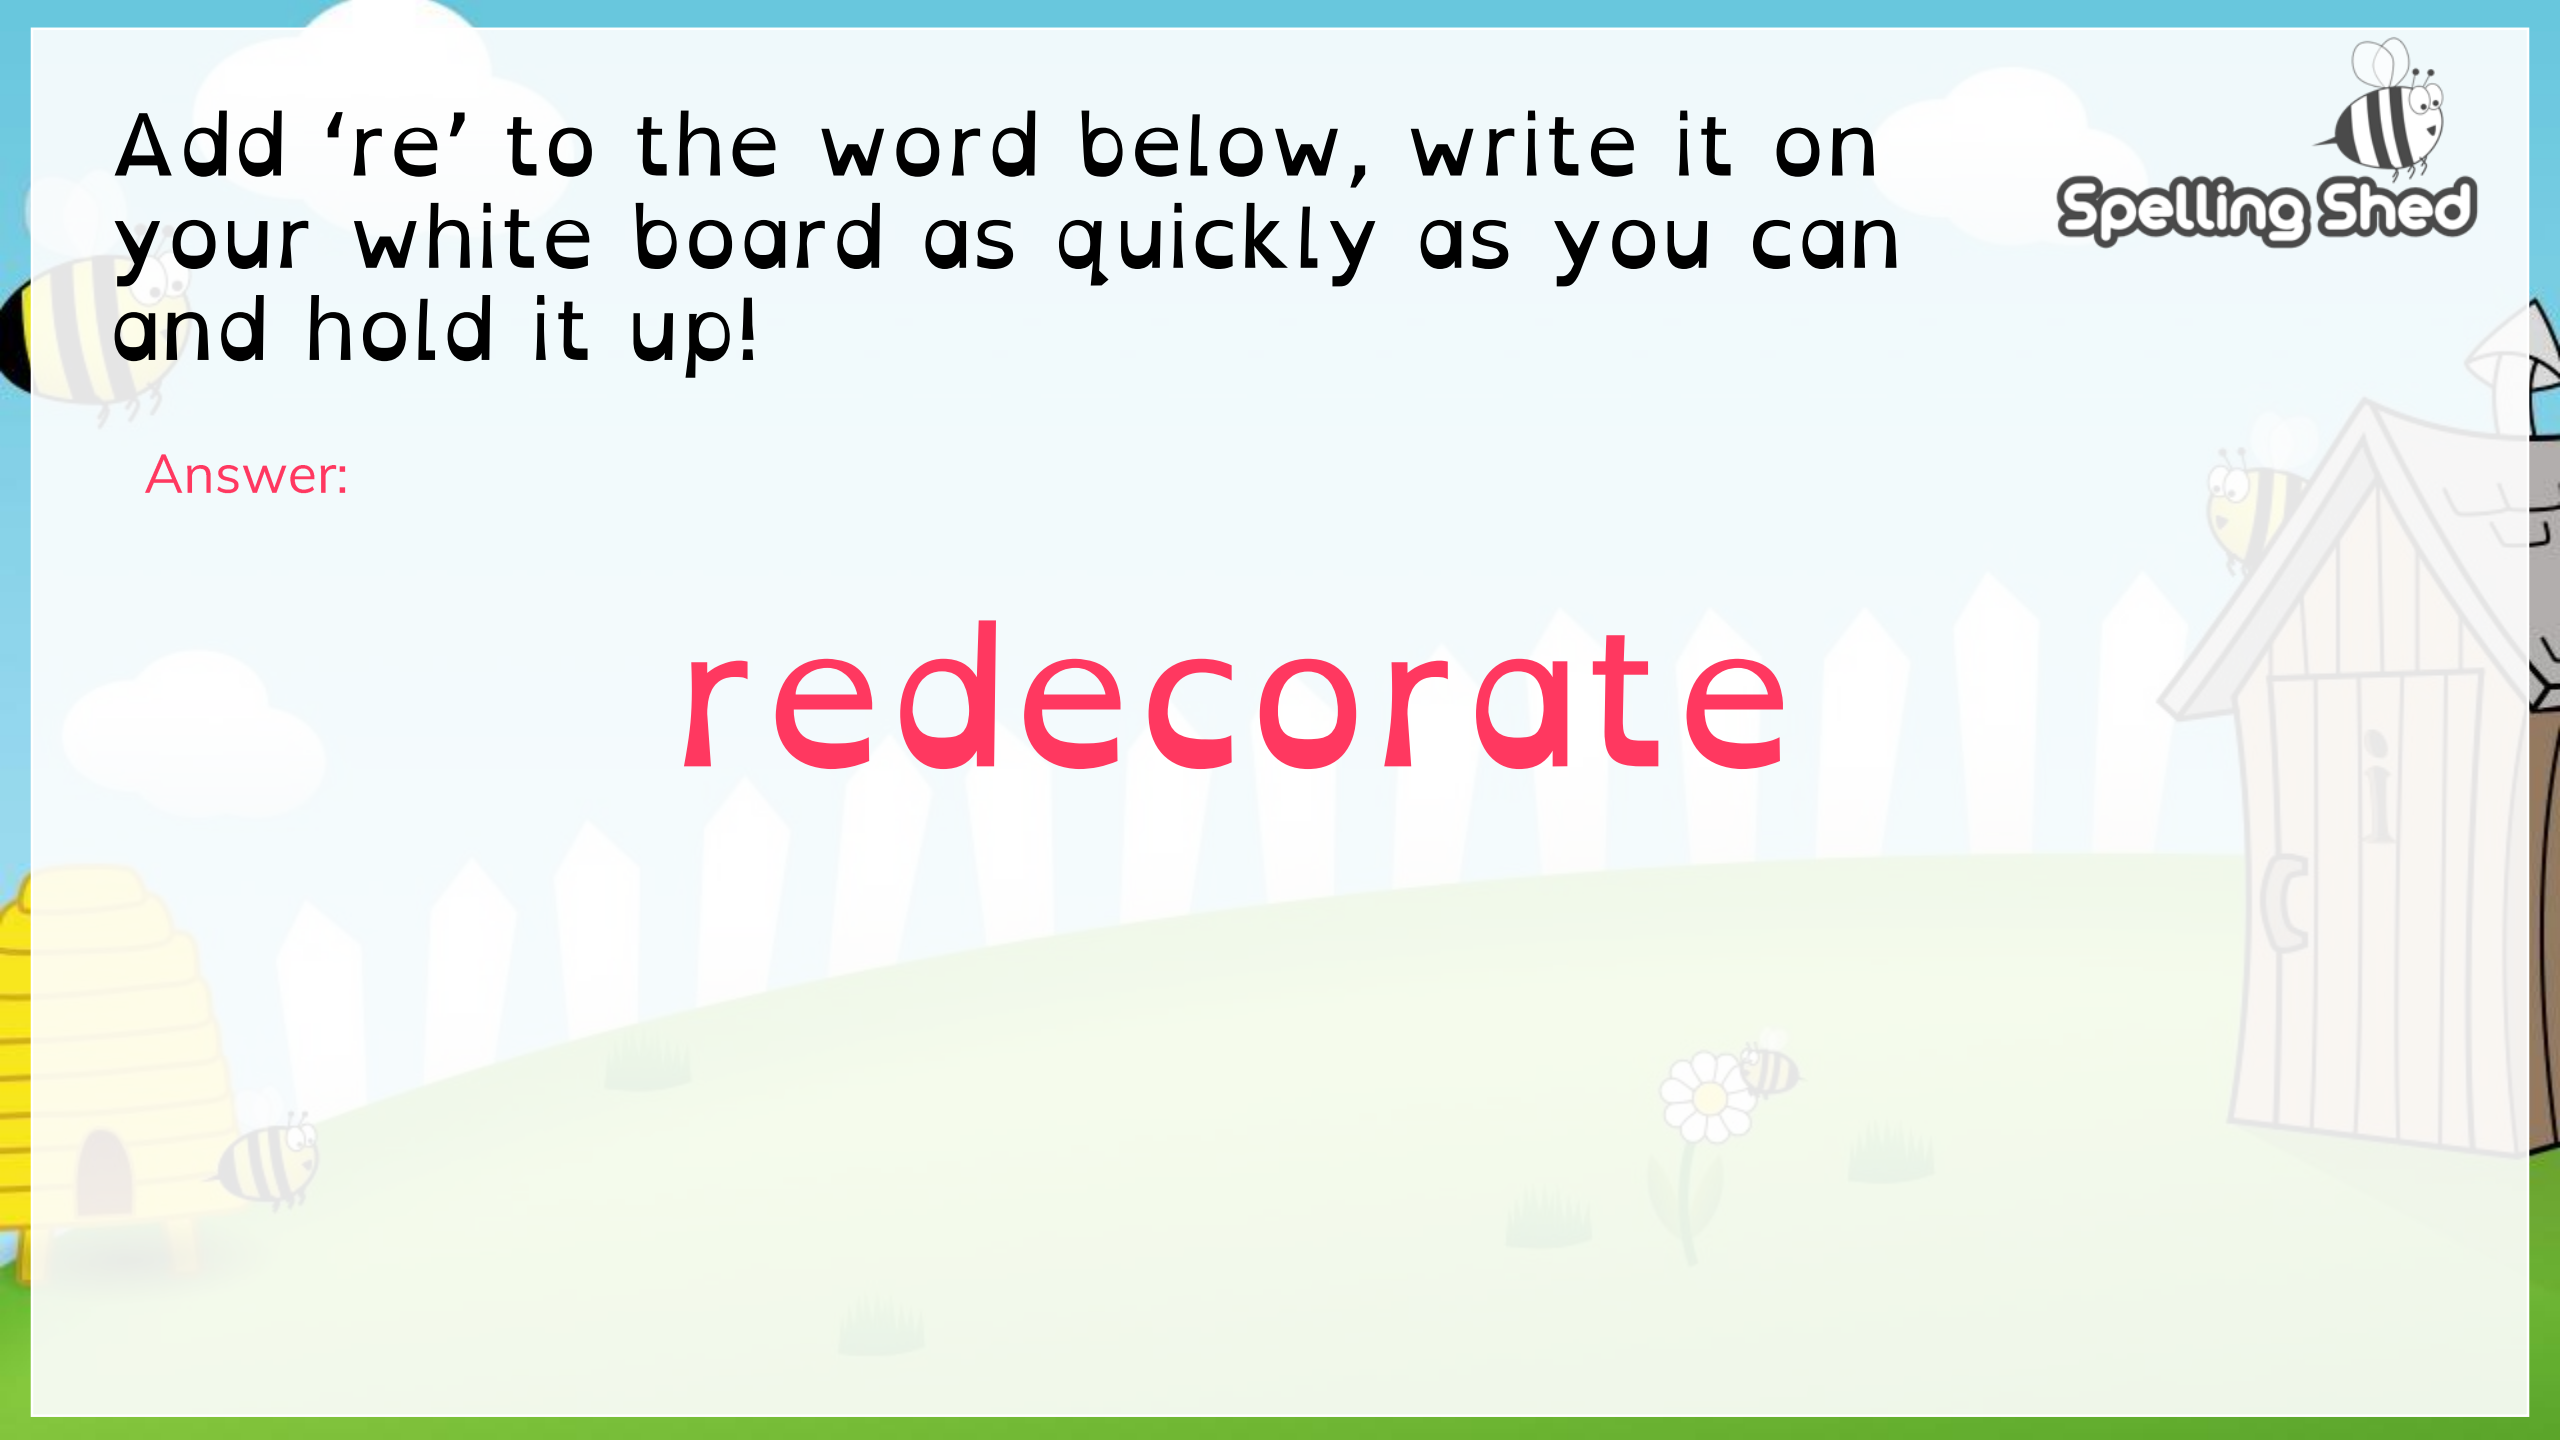 Add ‘re’ to the word below, write it on
your white board as quickly as you can
and hold it up!
Spelling Shed
Answer:
redecorate
i